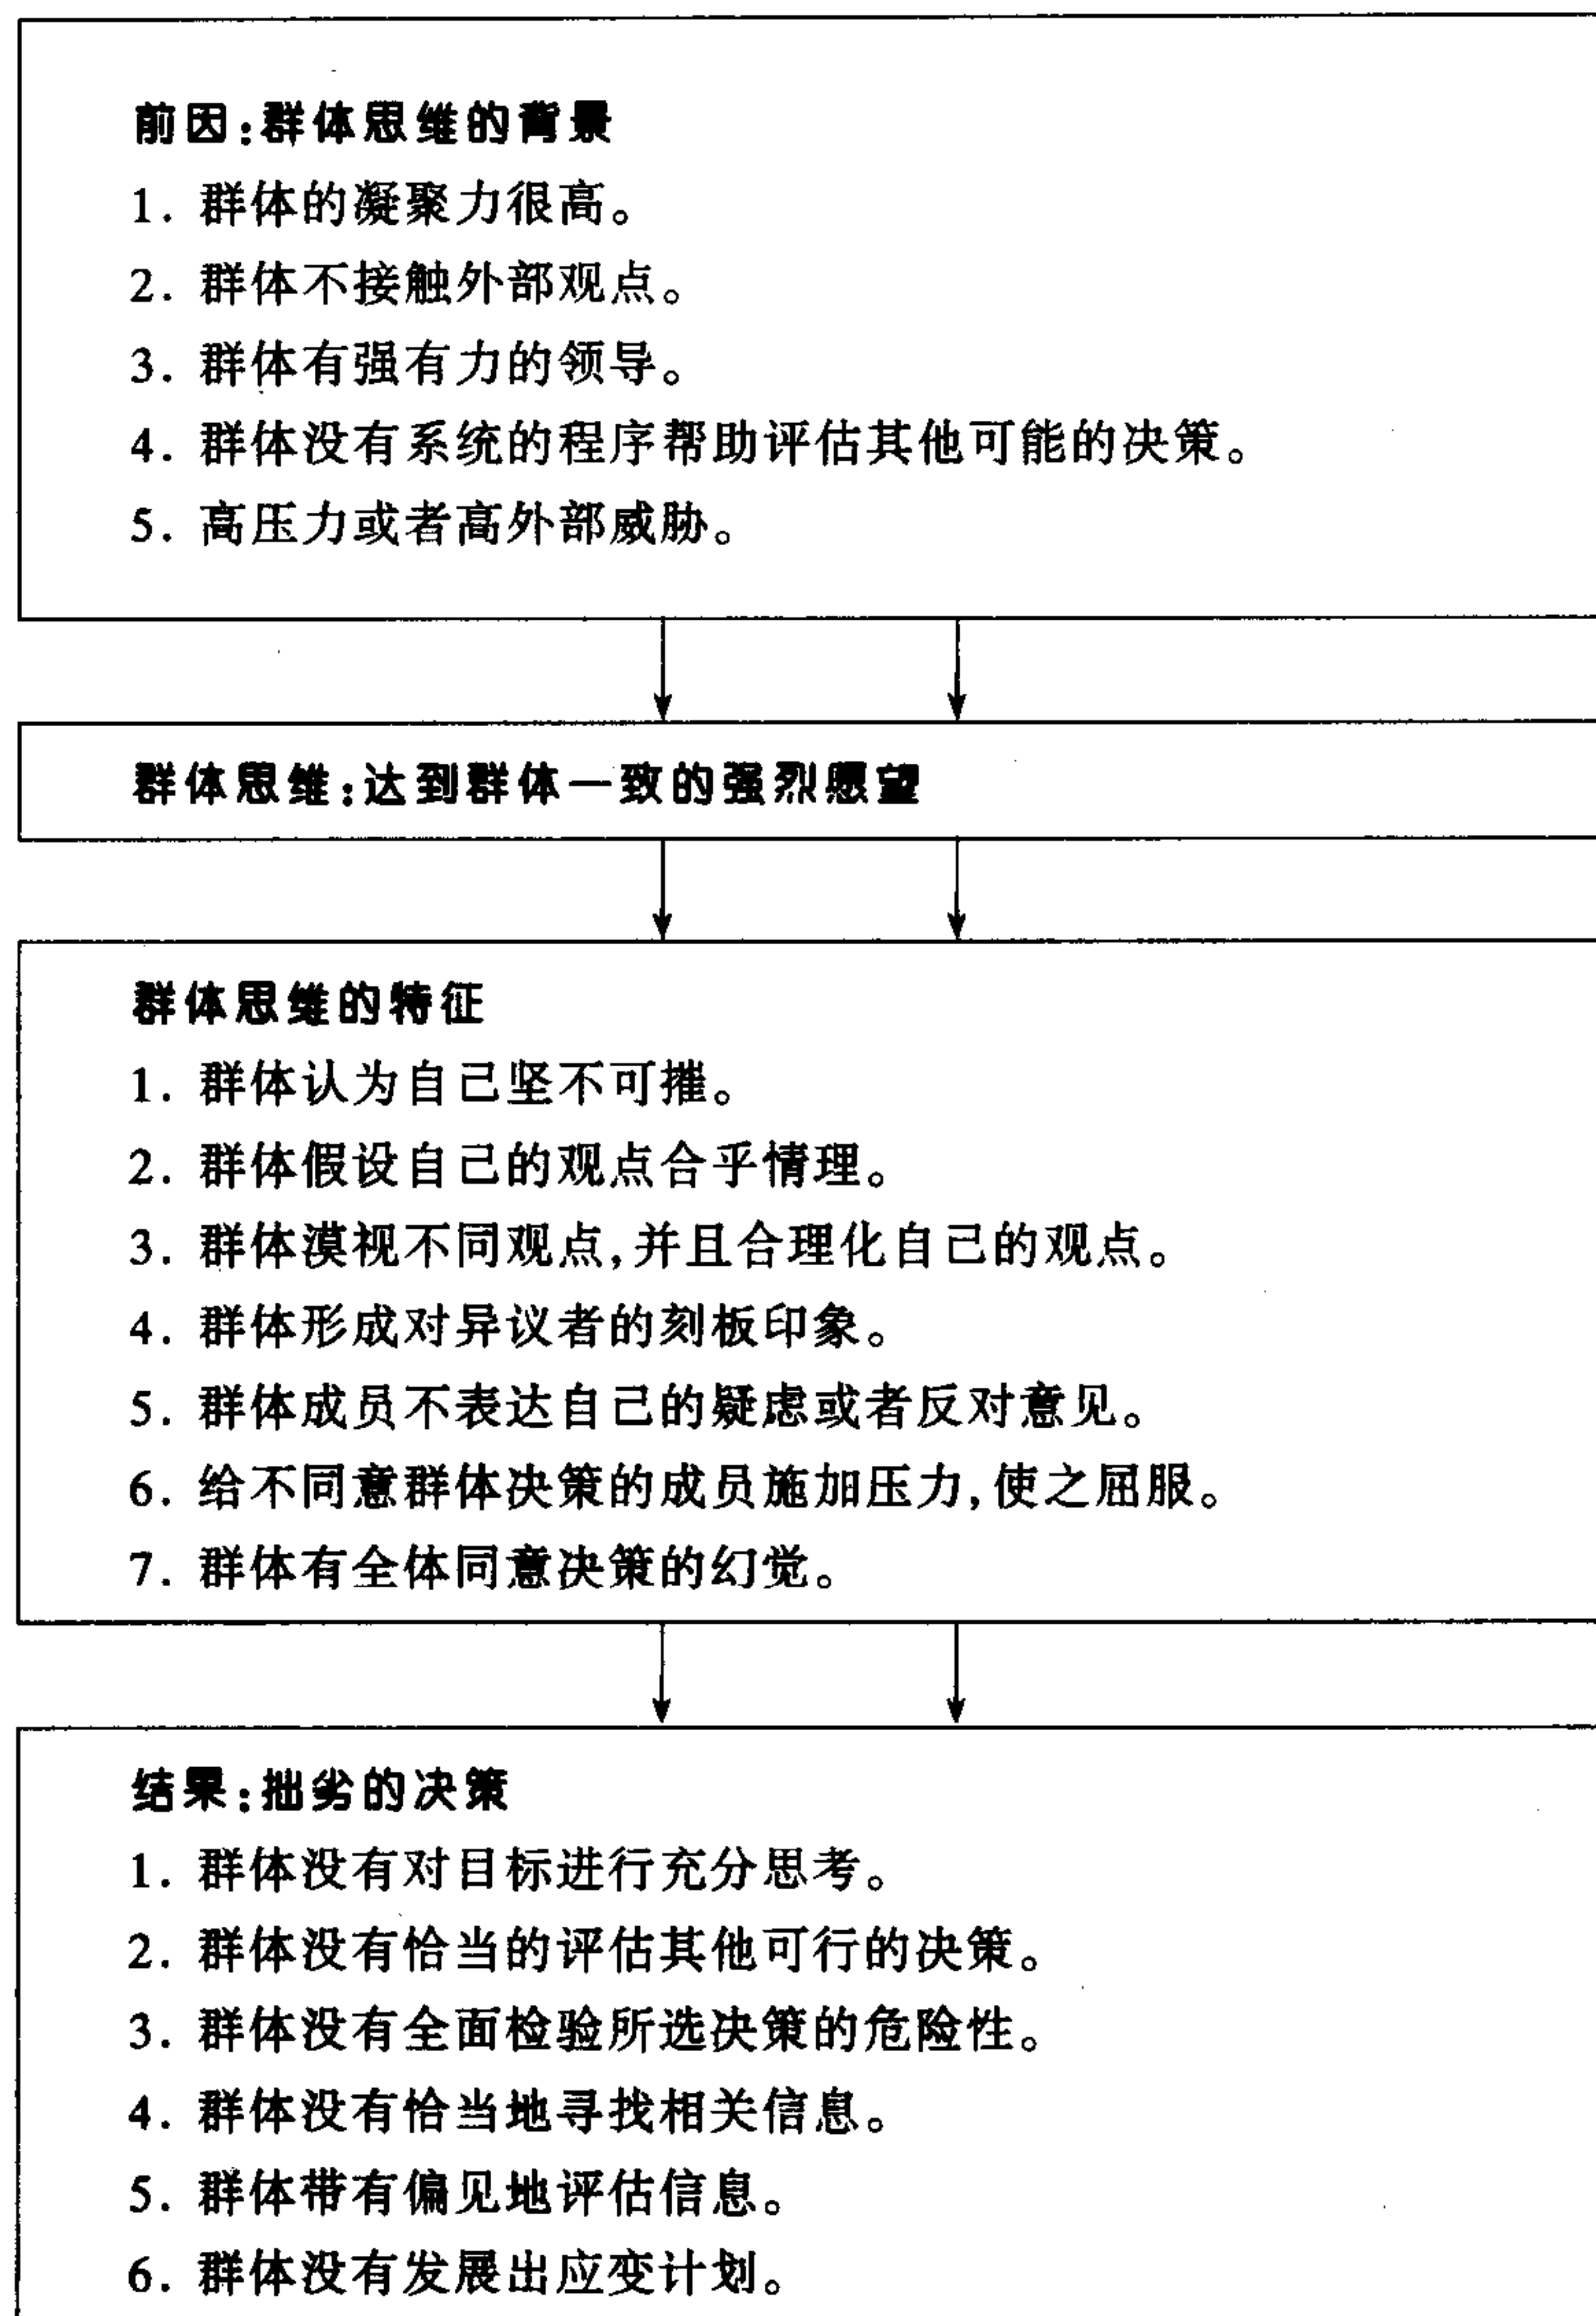 前因:群体思维的背景
1. 群体的凝聚力很高。
2. 群体不接触外部观点。
3. 群体有强有力的领导。
4. 群体没有系统的程序帮助评估其他可能的决策。
5. 高压力或者高外部威胁。
群体思维:达到群体一致的强烈愿望
群体思维的特征
1. 群体认为自己坚不可摧。
2. 群体假设自己的观点合乎情理。
3. 群体漠视不同观点,并且合理化自己的观点。
4. 群体形成对异议者的刻板印象。
5. 群体成员不表达自己的疑虑或者反对意见。
6. 给不同意群体决策的成员施加压力,使之屈服。
7. 群体有全体同意决策的幻觉。
结果:拙劣的决策
1. 群体没有对目标进行充分思考。
2. 群体没有恰当的评估其他可行的决策。
3. 群体没有全面检验所选决策的危险性。
4. 群体没有恰当地寻找相关信息。
5. 群体带有偏见地评估信息。
6. 群体没有发展出应变计划。